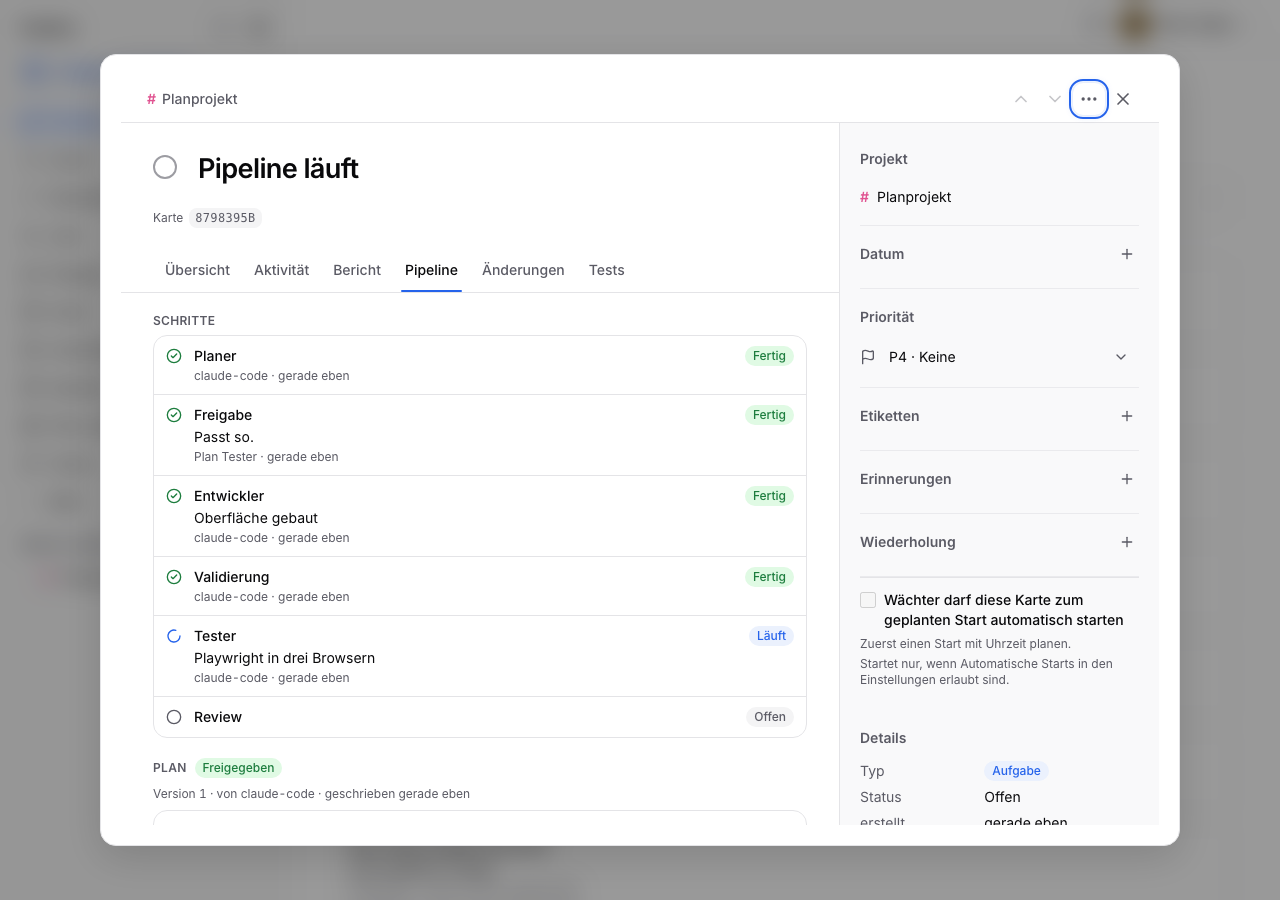 # Planprojekt
Pipeline läuft
Karte 8798395B
Übersicht Aktivität Bericht Pipeline Änderungen Tests
SCHRITTE
Planer Fertig
claude-code · gerade eben
Freigabe Fertig
Passt so.
Plan Tester · gerade eben
Entwickler Fertig
Oberfläche gebaut
claude-code · gerade eben
Validierung Fertig
claude-code · gerade eben
Tester Läuft
Playwright in drei Browsern
claude-code · gerade eben
Review Offen
PLAN Freigegeben
Version 1 · von claude-code · geschrieben gerade eben
Projekt
# Planprojekt
Datum
Priorität
P4 · Keine
Etiketten
Erinnerungen
Wiederholung
Wächter darf diese Karte zum
geplanten Start automatisch starten
Zuerst einen Start mit Uhrzeit planen.
Startet nur, wenn Automatische Starts in den
Einstellungen erlaubt sind.
Details
Typ Aufgabe
Status Offen
erstellt gerade eben